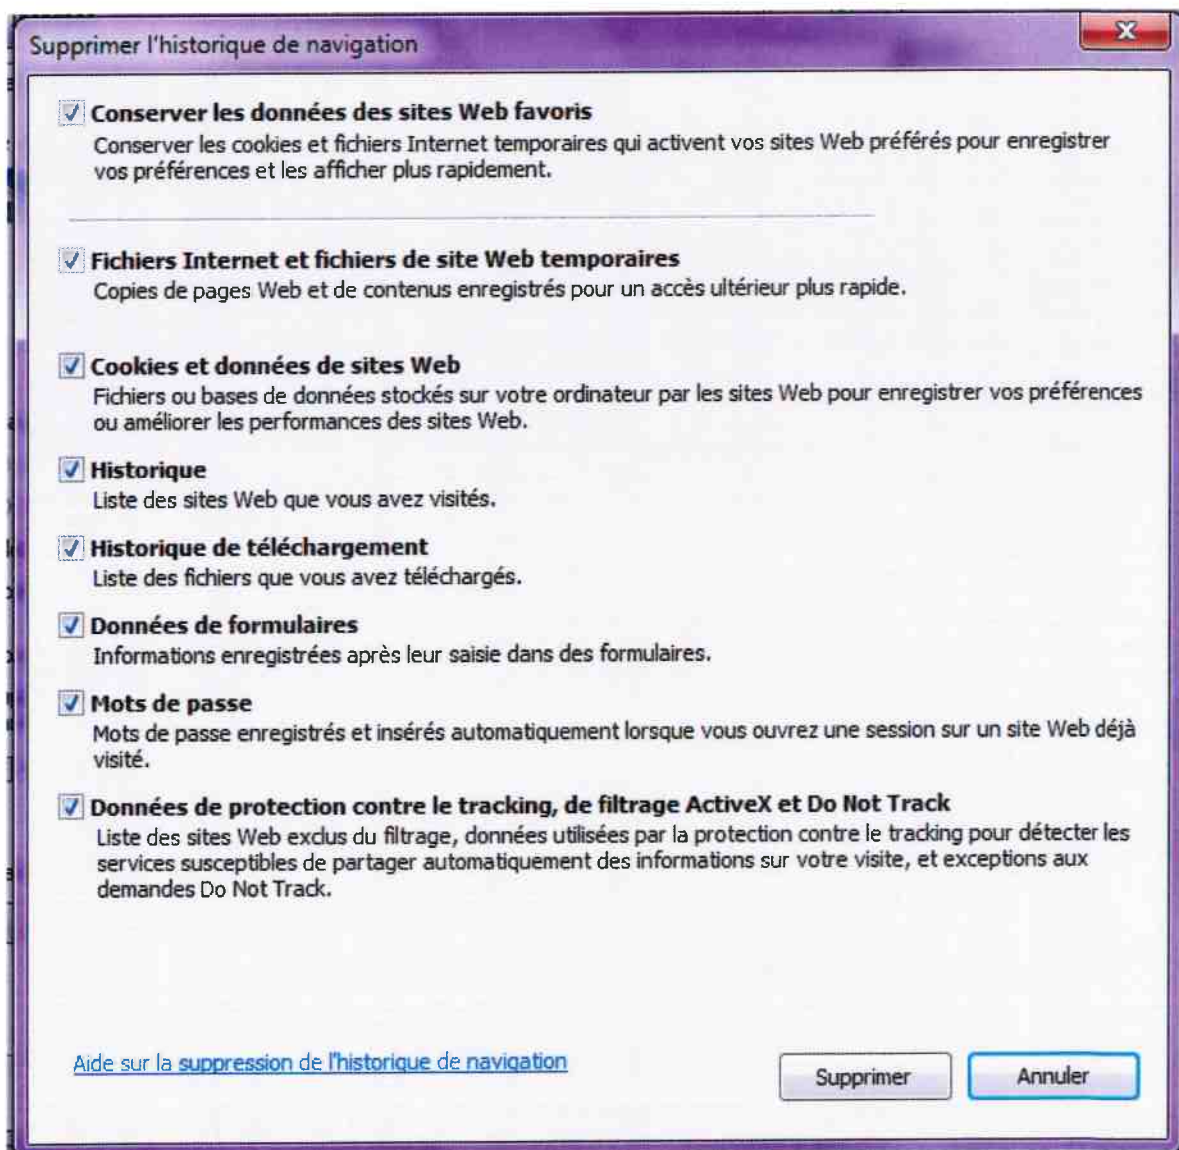 Supprimer l'historique de navigation
Conserver les données des sites Web favoris
Conserver les cookies et fichiers Internet temporaires qui activent vos sites Web préférés pour enregistrer
vos préférences et les afficher plus rapidement.
Fichiers Internet et fichiers de site Web temporaires
Copies de pages Web et de contenus enregistrés pour un accès ultérieur plus rapide.
Cookies et données de sites Web
Fichiers ou bases de données stockés sur votre ordinateur par les sites Web pour enregistrer vos préférences
ou améliorer les performances des sites Web.
Historique
Liste des sites Web que vous avez visités.
Historique de téléchargement
Liste des fichiers que vous avez téléchargés.
Données de formulaires
Informations enregistrées après leur saisie dans des formulaires.
Mots de passe
Mots de passe enregistrés et insérés automatiquement lorsque vous ouvrez une session sur un site Web déjà
visité.
Données de protection contre le tracking, de filtrage ActiveX et Do Not Track
Liste des sites Web exclus du filtrage, données utilisées par la protection contre le tracking pour détecter les
services susceptibles de partager automatiquement des informations sur votre visite, et exceptions aux
demandes Do Not Track.
Aide sur la suppression de l'historique de navigation
Supprimer
Annuler